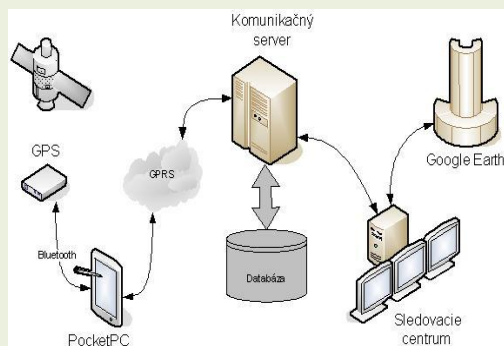 Komunikačný
server
GPS
GPRS
Google Earth
Bluetooth
Databáza
PocketPC
Sledovacie
centrum